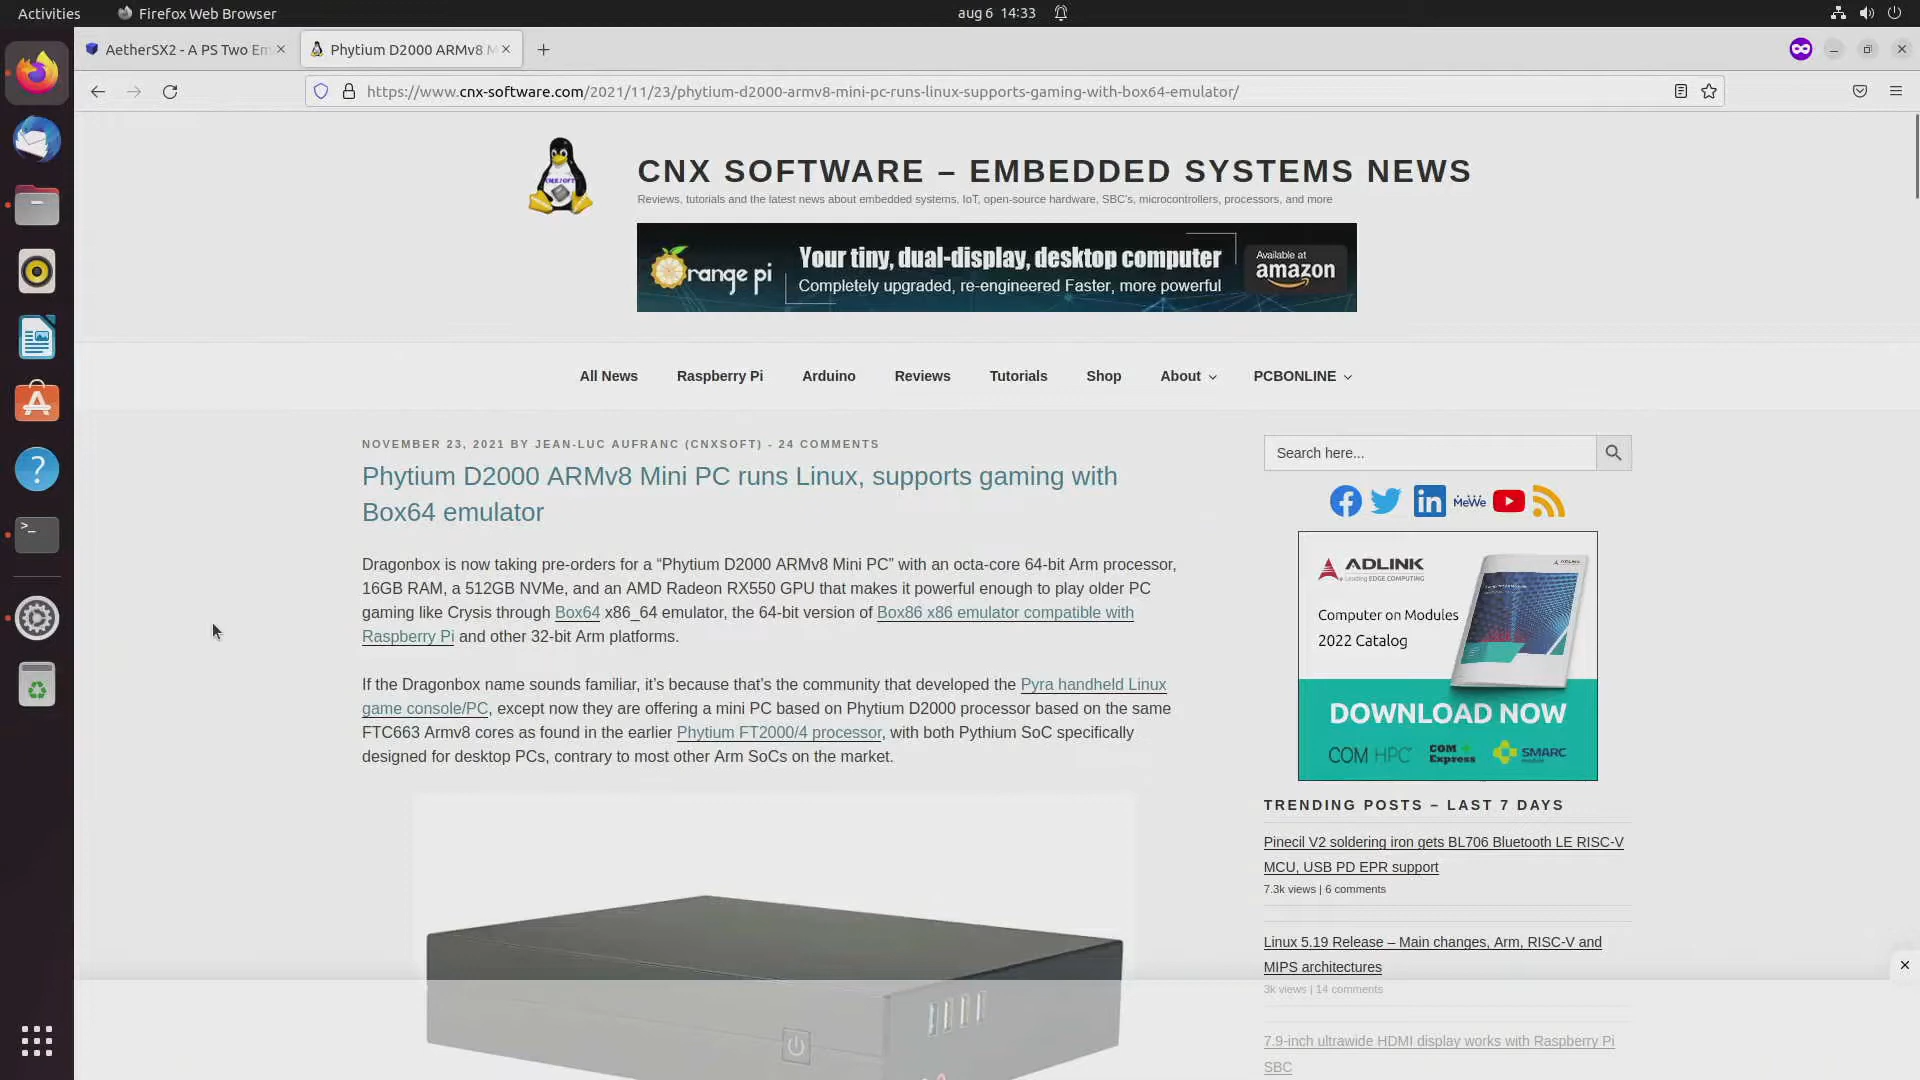 Activities
Firefox Web Browser
aug 6 14:33
AetherSX2 - A PS Two Em
Phytium D2000 ARMv8 M
https://www.cnx-software.com/2021/11/23/phytium-d2000-armv8-mini-pc-runs-linux-supports-gaming-with-box64-emulator/
CNX SOFTWARE – EMBEDDED SYSTEMS NEWS
Reviews, tutorials and the latest news about embedded systems, IoT, open-source hardware, SBC's, microcontrollers, processors, and more
range pi
Your tiny, dual-display, desktop computer
Completely upgraded, re-engineered Faster, more powerful
Available at
amazon
All News
Raspberry Pi
Arduino
Reviews
Tutorials
Shop
About
PCBONLINE
NOVEMBER 23, 2021 BY JEAN-LUC AUFRANC (CNXSOFT) - 24 COMMENTS
Phytium D2000 ARMv8 Mini PC runs Linux, supports gaming with
Box64 emulator
Dragonbox is now taking pre-orders for a “Phytium D2000 ARMv8 Mini PC” with an octa-core 64-bit Arm processor,
16GB RAM, a 512GB NVMe, and an AMD Radeon RX550 GPU that makes it powerful enough to play older PC
gaming like Crysis through Box64 x86_64 emulator, the 64-bit version of Box86 x86 emulator compatible with
Raspberry Pi and other 32-bit Arm platforms.
If the Dragonbox name sounds familiar, it’s because that’s the community that developed the Pyra handheld Linux
game console/PC, except now they are offering a mini PC based on Phytium D2000 processor based on the same
FTC663 Armv8 cores as found in the earlier Phytium FT2000/4 processor, with both Pythium SoC specifically
designed for desktop PCs, contrary to most other Arm SoCs on the market.
Search here...
MeWe
ADLINK
Leading EDGE COMPUTING
Computer on Modules
2022 Catalog
DOWNLOAD NOW
COM HPC
COM
Express
SMARC
TRENDING POSTS – LAST 7 DAYS
Pinecil V2 soldering iron gets BL706 Bluetooth LE RISC-V
MCU, USB PD EPR support
7.3k views | 6 comments
Linux 5.19 Release – Main changes, Arm, RISC-V and
MIPS architectures
3k views | 14 comments
7.9-inch ultrawide HDMI display works with Raspberry Pi
SBC